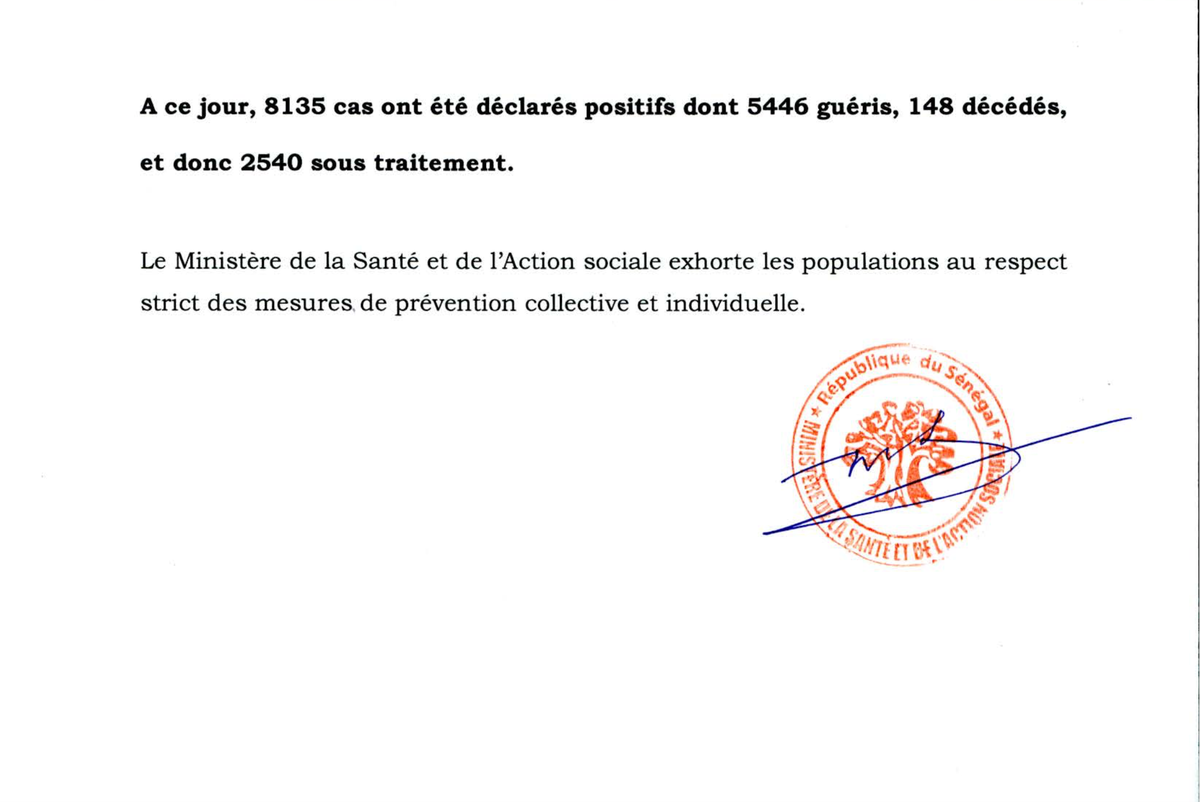 A ce jour, 8135 cas ont été déclarés positifs dont 5446 guéris, 148 décédés,
et donc 2540 sous traitement.
Le Ministère de la Santé et de l'Action sociale exhorte les populations au respect
strict des mesures de prévention collective et individuelle.
★ République du Sénégal ★
MINISTÈRE DE LA SANTÉ ET DE L'ACTION SOCIALE